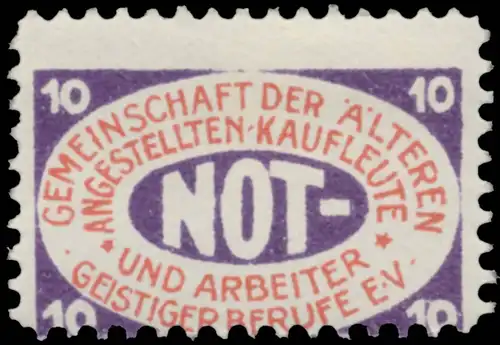 10 10
GEMEINSCHAFT DER ÄLTEREN
ANGESTELLTEN-KAUFLEUTE
NOT-
UND ARBEITER
GEISTIGER BERUFE E.V.
10 10